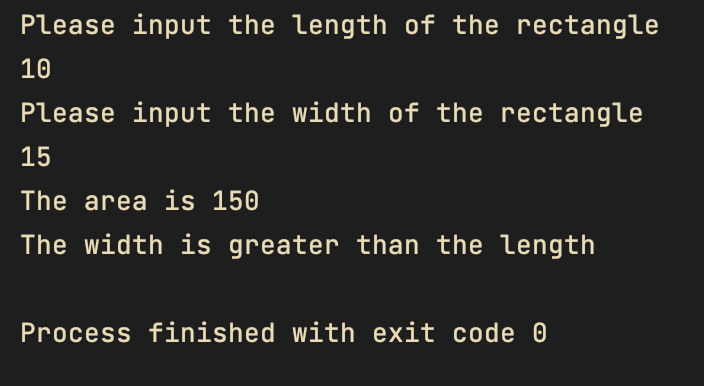 Please input the length of the rectangle
10
Please input the width of the rectangle
15
The area is 150
The width is greater than the length
Process finished with exit code 0